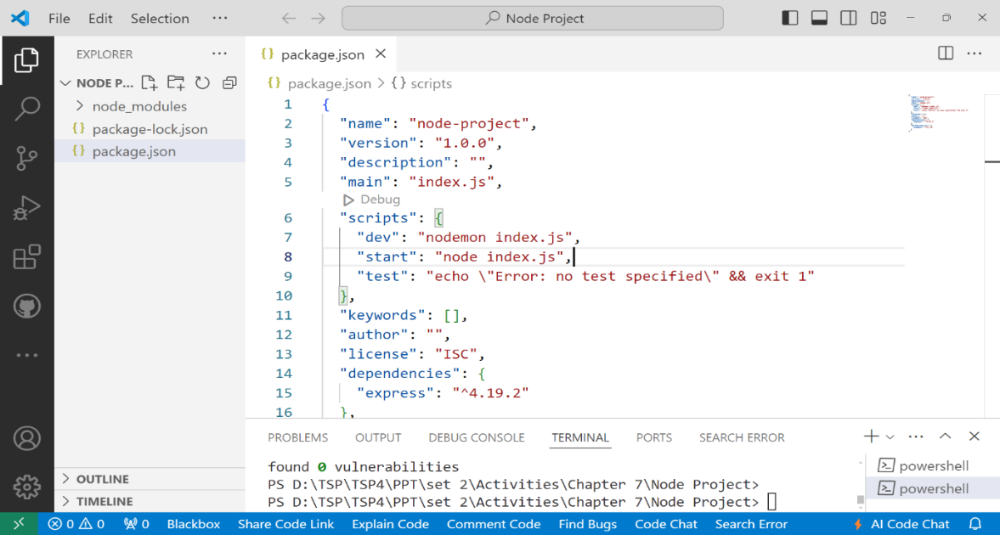 File Edit Selection ···
Node Project
EXPLORER ···
NODE P...
node_modules
{} package-lock.json
{} package.json
OUTLINE
TIMELINE
{} package.json
{} package.json > {} scripts
1 {
2 "name": "node-project",
3 "version": "1.0.0",
4 "description": "",
5 "main": "index.js",
Debug
6 "scripts": {
7 "dev": "nodemon index.js",
8 "start": "node index.js",
9 "test": "echo \"Error: no test specified\" && exit 1"
10 },
11 "keywords": [],
12 "author": "",
13 "license": "ISC",
14 "dependencies": {
15 "express": "^4.19.2"
16 },
PROBLEMS OUTPUT DEBUG CONSOLE TERMINAL PORTS SEARCH ERROR
found 0 vulnerabilities
PS D:\TSP\TSP4\PPT\set 2\Activities\Chapter 7\Node Project>
PS D:\TSP\TSP4\PPT\set 2\Activities\Chapter 7\Node Project>
powershell
powershell
0 0 0 Blackbox Share Code Link Explain Code Comment Code Find Bugs Code Chat Search Error AI Code Chat